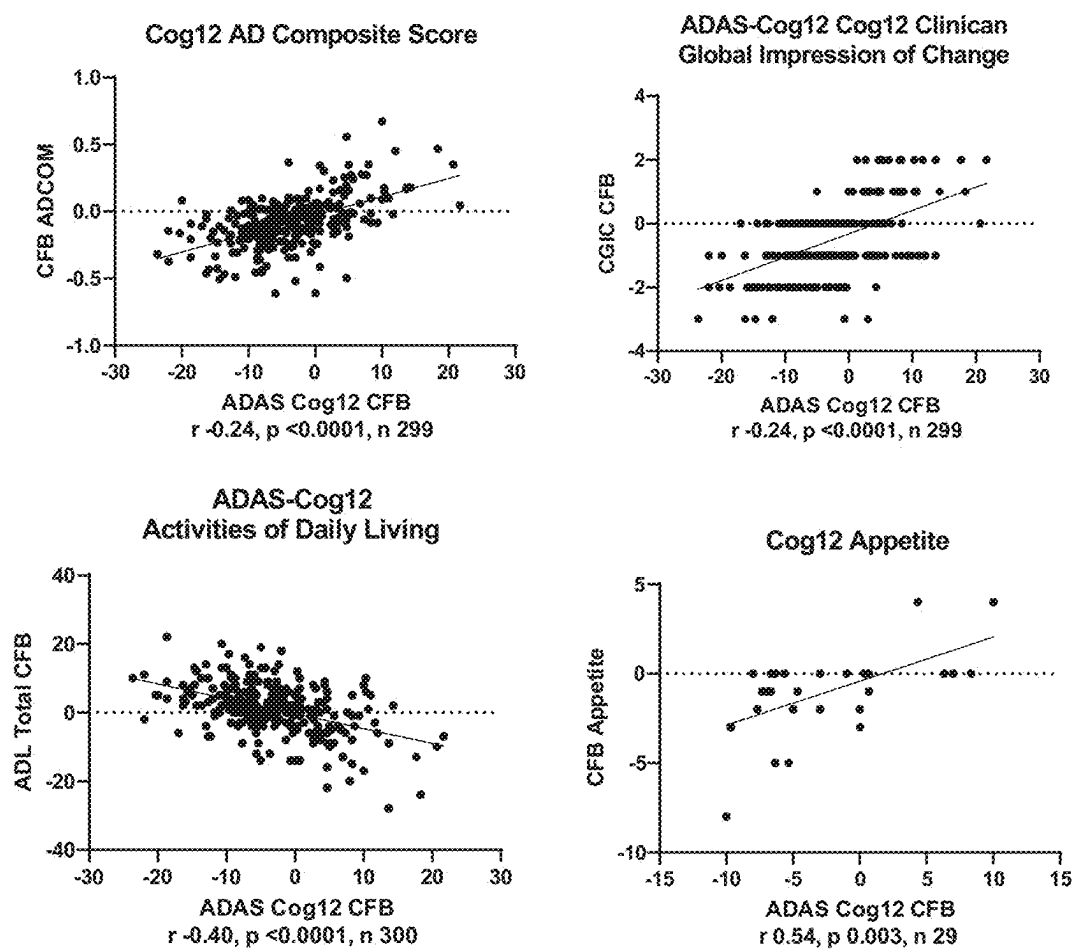 Cog12 AD Composite Score
1.0
0.5
0.0
-0.5
-1.0
CFB ADCOM
-30 -20 -10 0 10 20 30
ADAS Cog12 CFB
r -0.24, p <0.0001, n 299
ADAS-Cog12 Cog12 Clinican
Global Impression of Change
4
2
0
-2
-4
CGIC CFB
-30 -20 -10 0 10 20 30
ADAS Cog12 CFB
r -0.24, p <0.0001, n 299
ADAS-Cog12
Activities of Daily Living
40
20
0
-20
-40
ADL Total CFB
-30 -20 -10 0 10 20 30
ADAS Cog12 CFB
r -0.40, p <0.0001, n 300
Cog12 Appetite
5
0
-5
-10
CFB Appetite
-15 -10 -5 0 5 10 15
ADAS Cog12 CFB
r 0.54, p 0.003, n 29